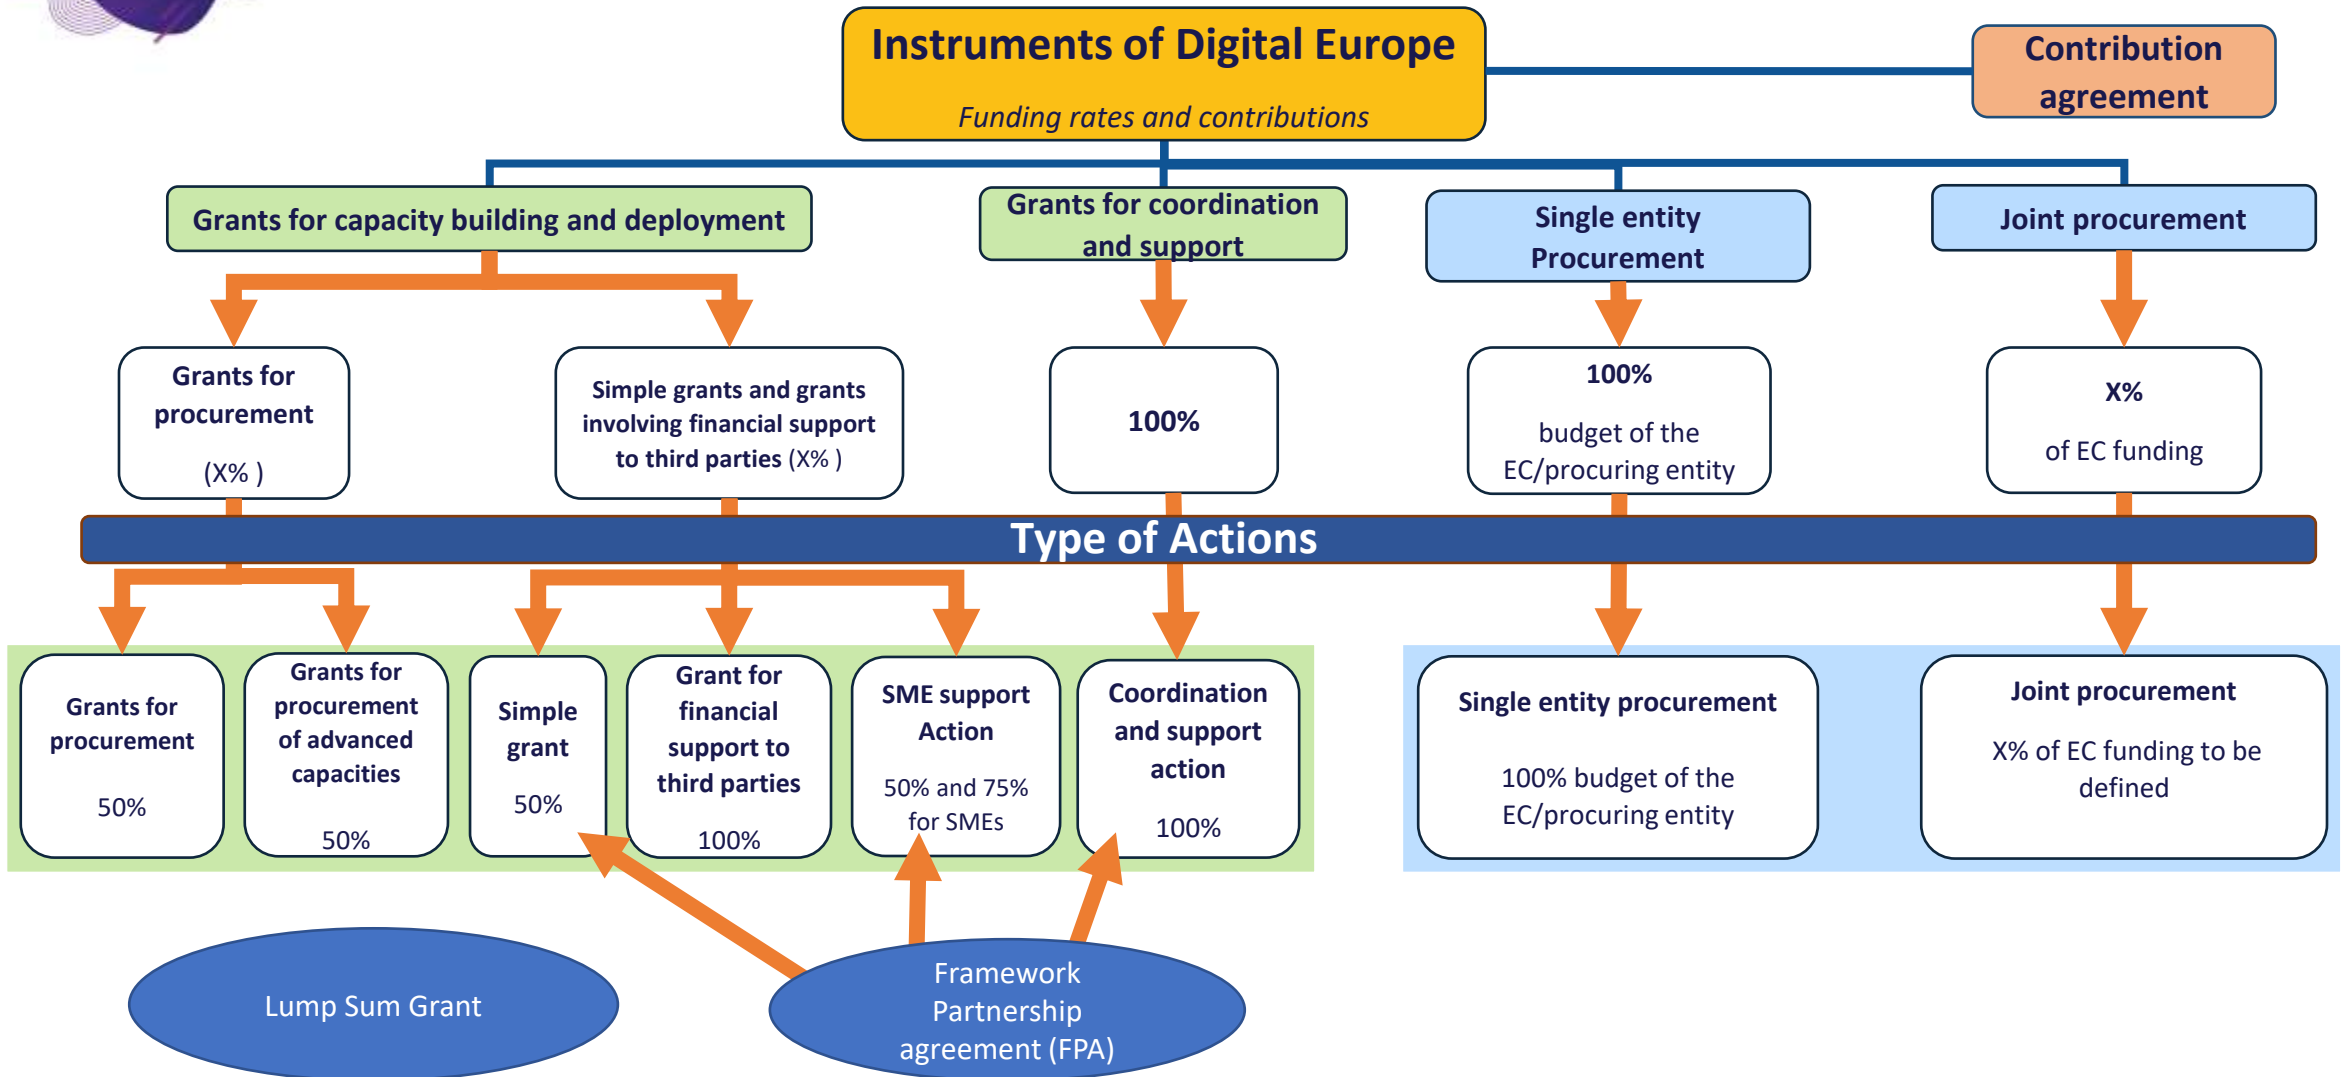 Instruments of Digital Europe
Funding rates and contributions
Contribution
agreement
Grants for capacity building and deployment
Grants for coordination
and support
Single entity
Procurement
Joint procurement
Grants for
procurement
(X% )
Simple grants and grants
involving financial support
to third parties (X% )
100%
100%
budget of the
EC/procuring entity
X%
of EC funding
Type of Actions
Grants for
procurement
50%
Grants for
procurement
of advanced
capacities
50%
Simple
grant
50%
Grant for
financial
support to
third parties
100%
SME support
Action
50% and 75%
for SMEs
Coordination
and support
action
100%
Single entity procurement
100% budget of the
EC/procuring entity
Joint procurement
X% of EC funding to be
defined
Lump Sum Grant
Framework
Partnership
agreement (FPA)